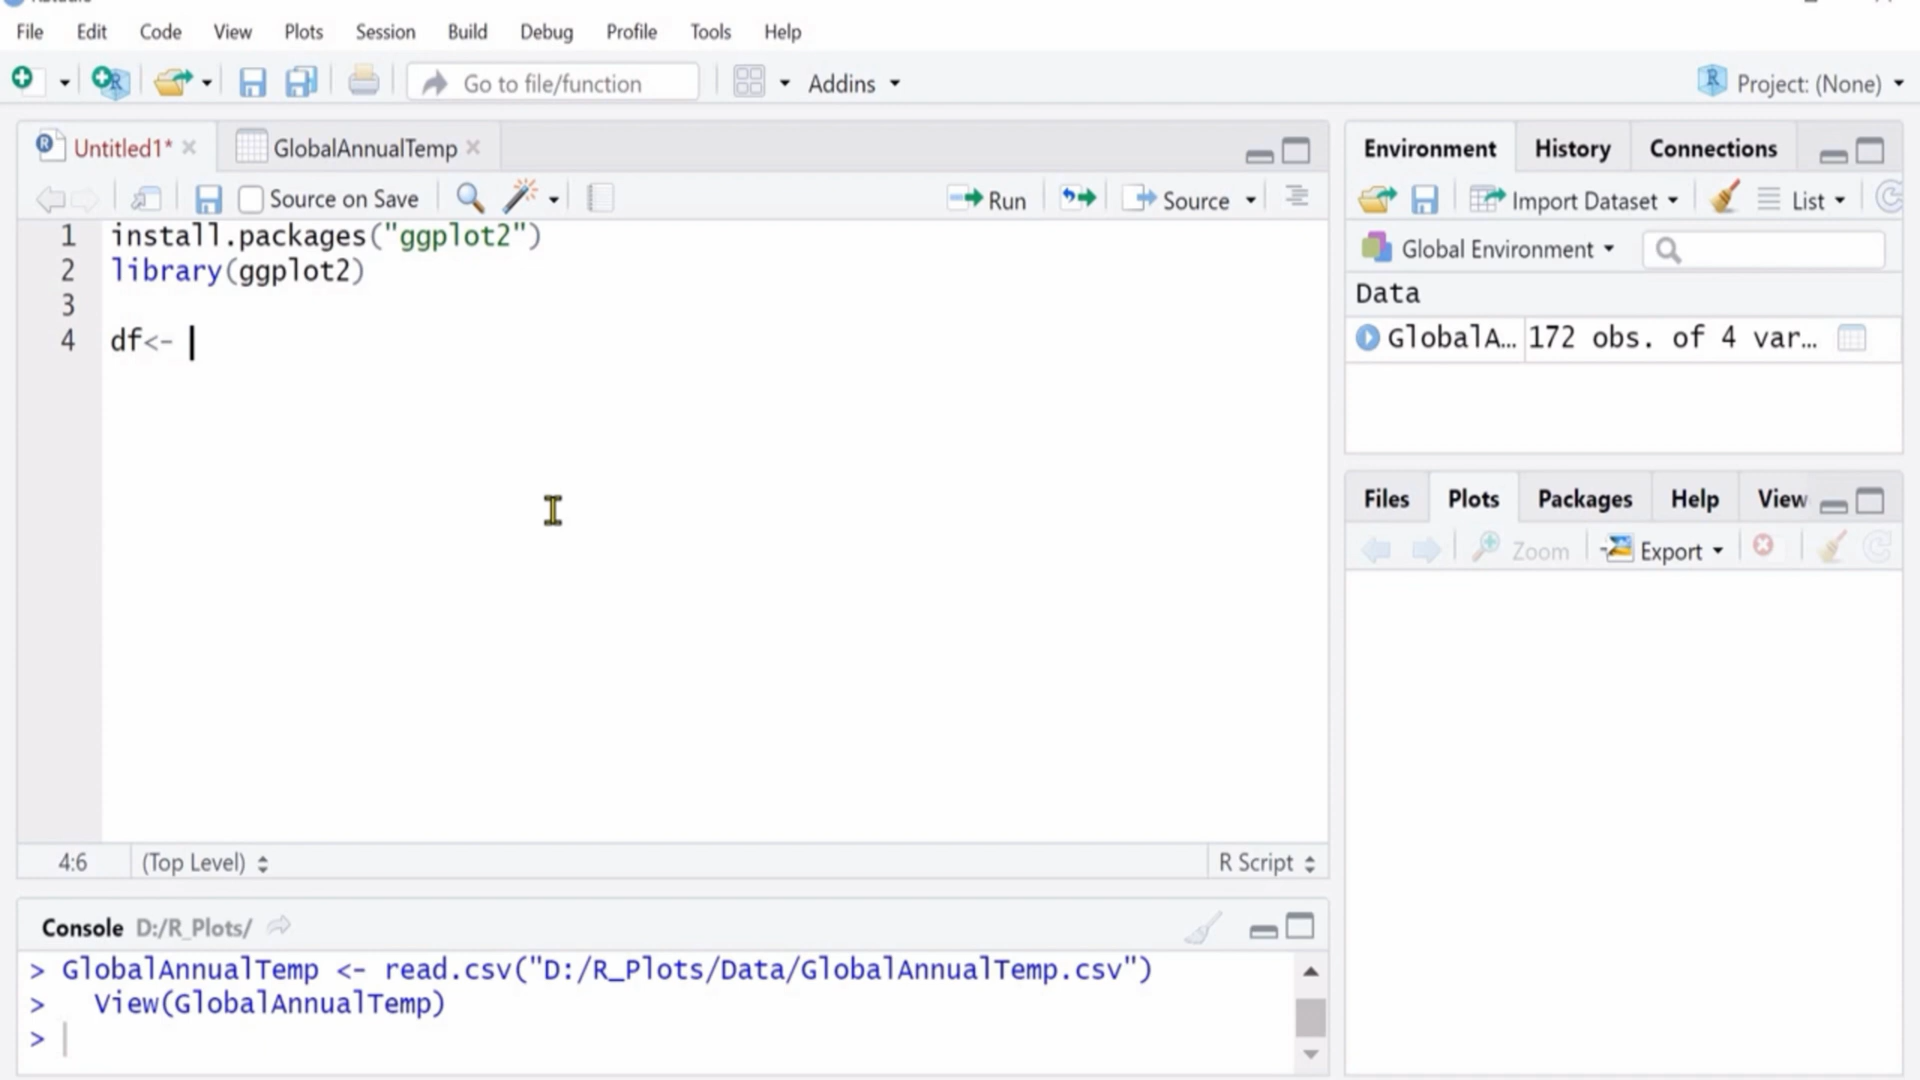 File Edit Code View Plots Session Build Debug Profile Tools Help
Go to file/function Addins Project: (None)
Untitled1* GlobalAnnualTemp
Source on Save Run Source
1 install.packages("ggplot2")
2 library(ggplot2)
3
4 df<-
4:6 (Top Level) R Script
Console D:/R_Plots/
> GlobalAnnualTemp <- read.csv("D:/R_Plots/Data/GlobalAnnualTemp.csv")
> View(GlobalAnnualTemp)
>
Environment History Connections
Import Dataset List
Global Environment
Data
GlobalA... 172 obs. of 4 var...
Files Plots Packages Help View
Zoom Export